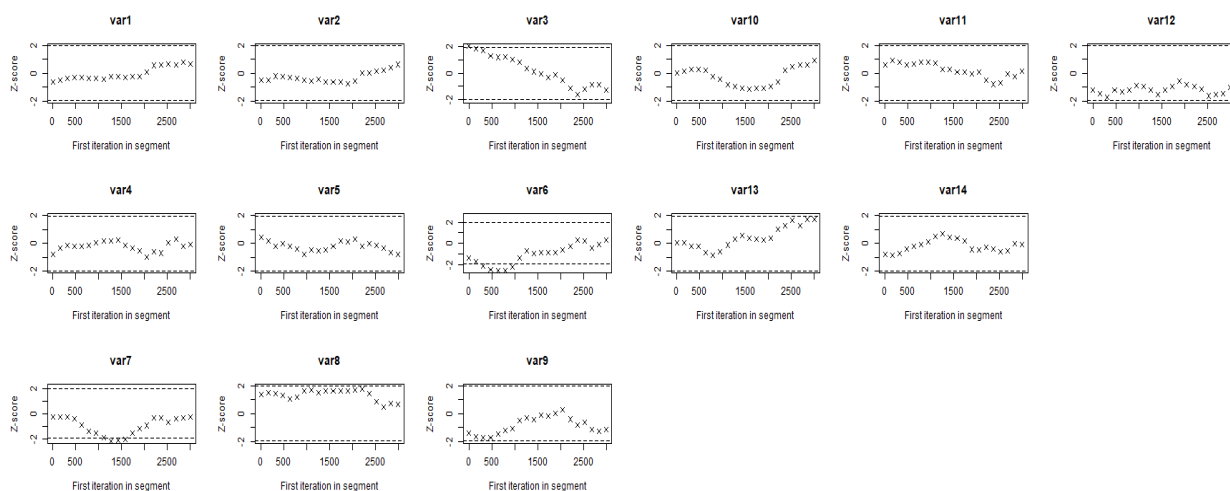 var1
var2
var3
var10
var11
var12
Z-score
-2 0 2
0 500 1500 2500
First iteration in segment
Z-score
-2 0 2
0 500 1500 2500
First iteration in segment
Z-score
-2 0 2
0 500 1500 2500
First iteration in segment
Z-score
-2 0 2
0 500 1500 2500
First iteration in segment
Z-score
-2 0 2
0 500 1500 2500
First iteration in segment
Z-score
-2 0 2
0 500 1500 2500
First iteration in segment
var4
var5
var6
var13
var14
Z-score
-2 0 2
0 500 1500 2500
First iteration in segment
Z-score
-2 0 2
0 500 1500 2500
First iteration in segment
Z-score
-2 0 2
0 500 1500 2500
First iteration in segment
Z-score
-2 0 2
0 500 1500 2500
First iteration in segment
Z-score
-2 0 2
0 500 1500 2500
First iteration in segment
var7
var8
var9
Z-score
-2 0 2
0 500 1500 2500
First iteration in segment
Z-score
-2 0 2
0 500 1500 2500
First iteration in segment
Z-score
-2 0 2
0 500 1500 2500
First iteration in segment